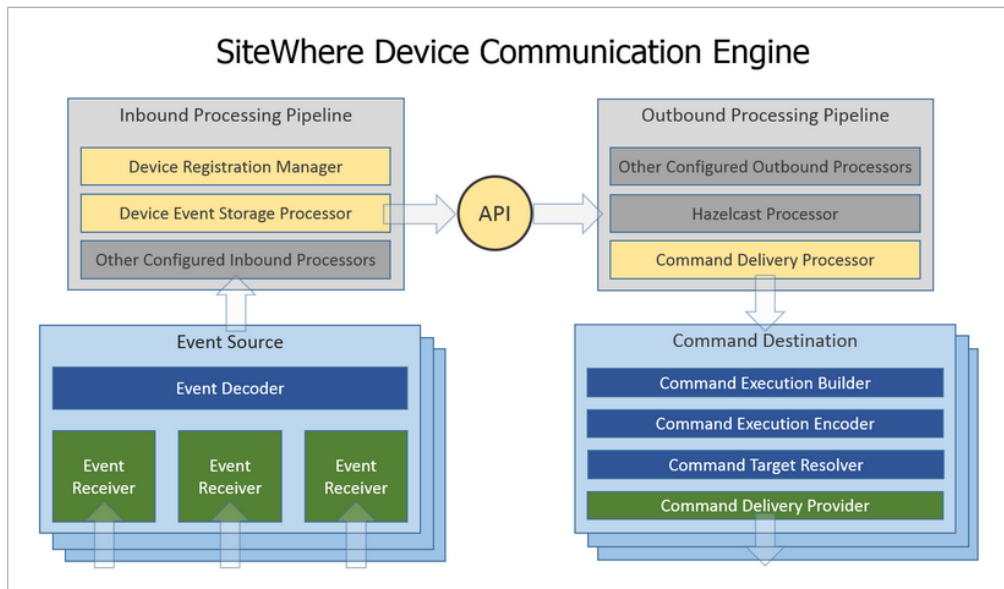 SiteWhere Device Communication Engine
Inbound Processing Pipeline
Device Registration Manager
Device Event Storage Processor
Other Configured Inbound Processors
API
Outbound Processing Pipeline
Other Configured Outbound Processors
Hazelcast Processor
Command Delivery Processor
Event Source
Event Decoder
Event
Receiver
Event
Receiver
Event
Receiver
Command Destination
Command Execution Builder
Command Execution Encoder
Command Target Resolver
Command Delivery Provider